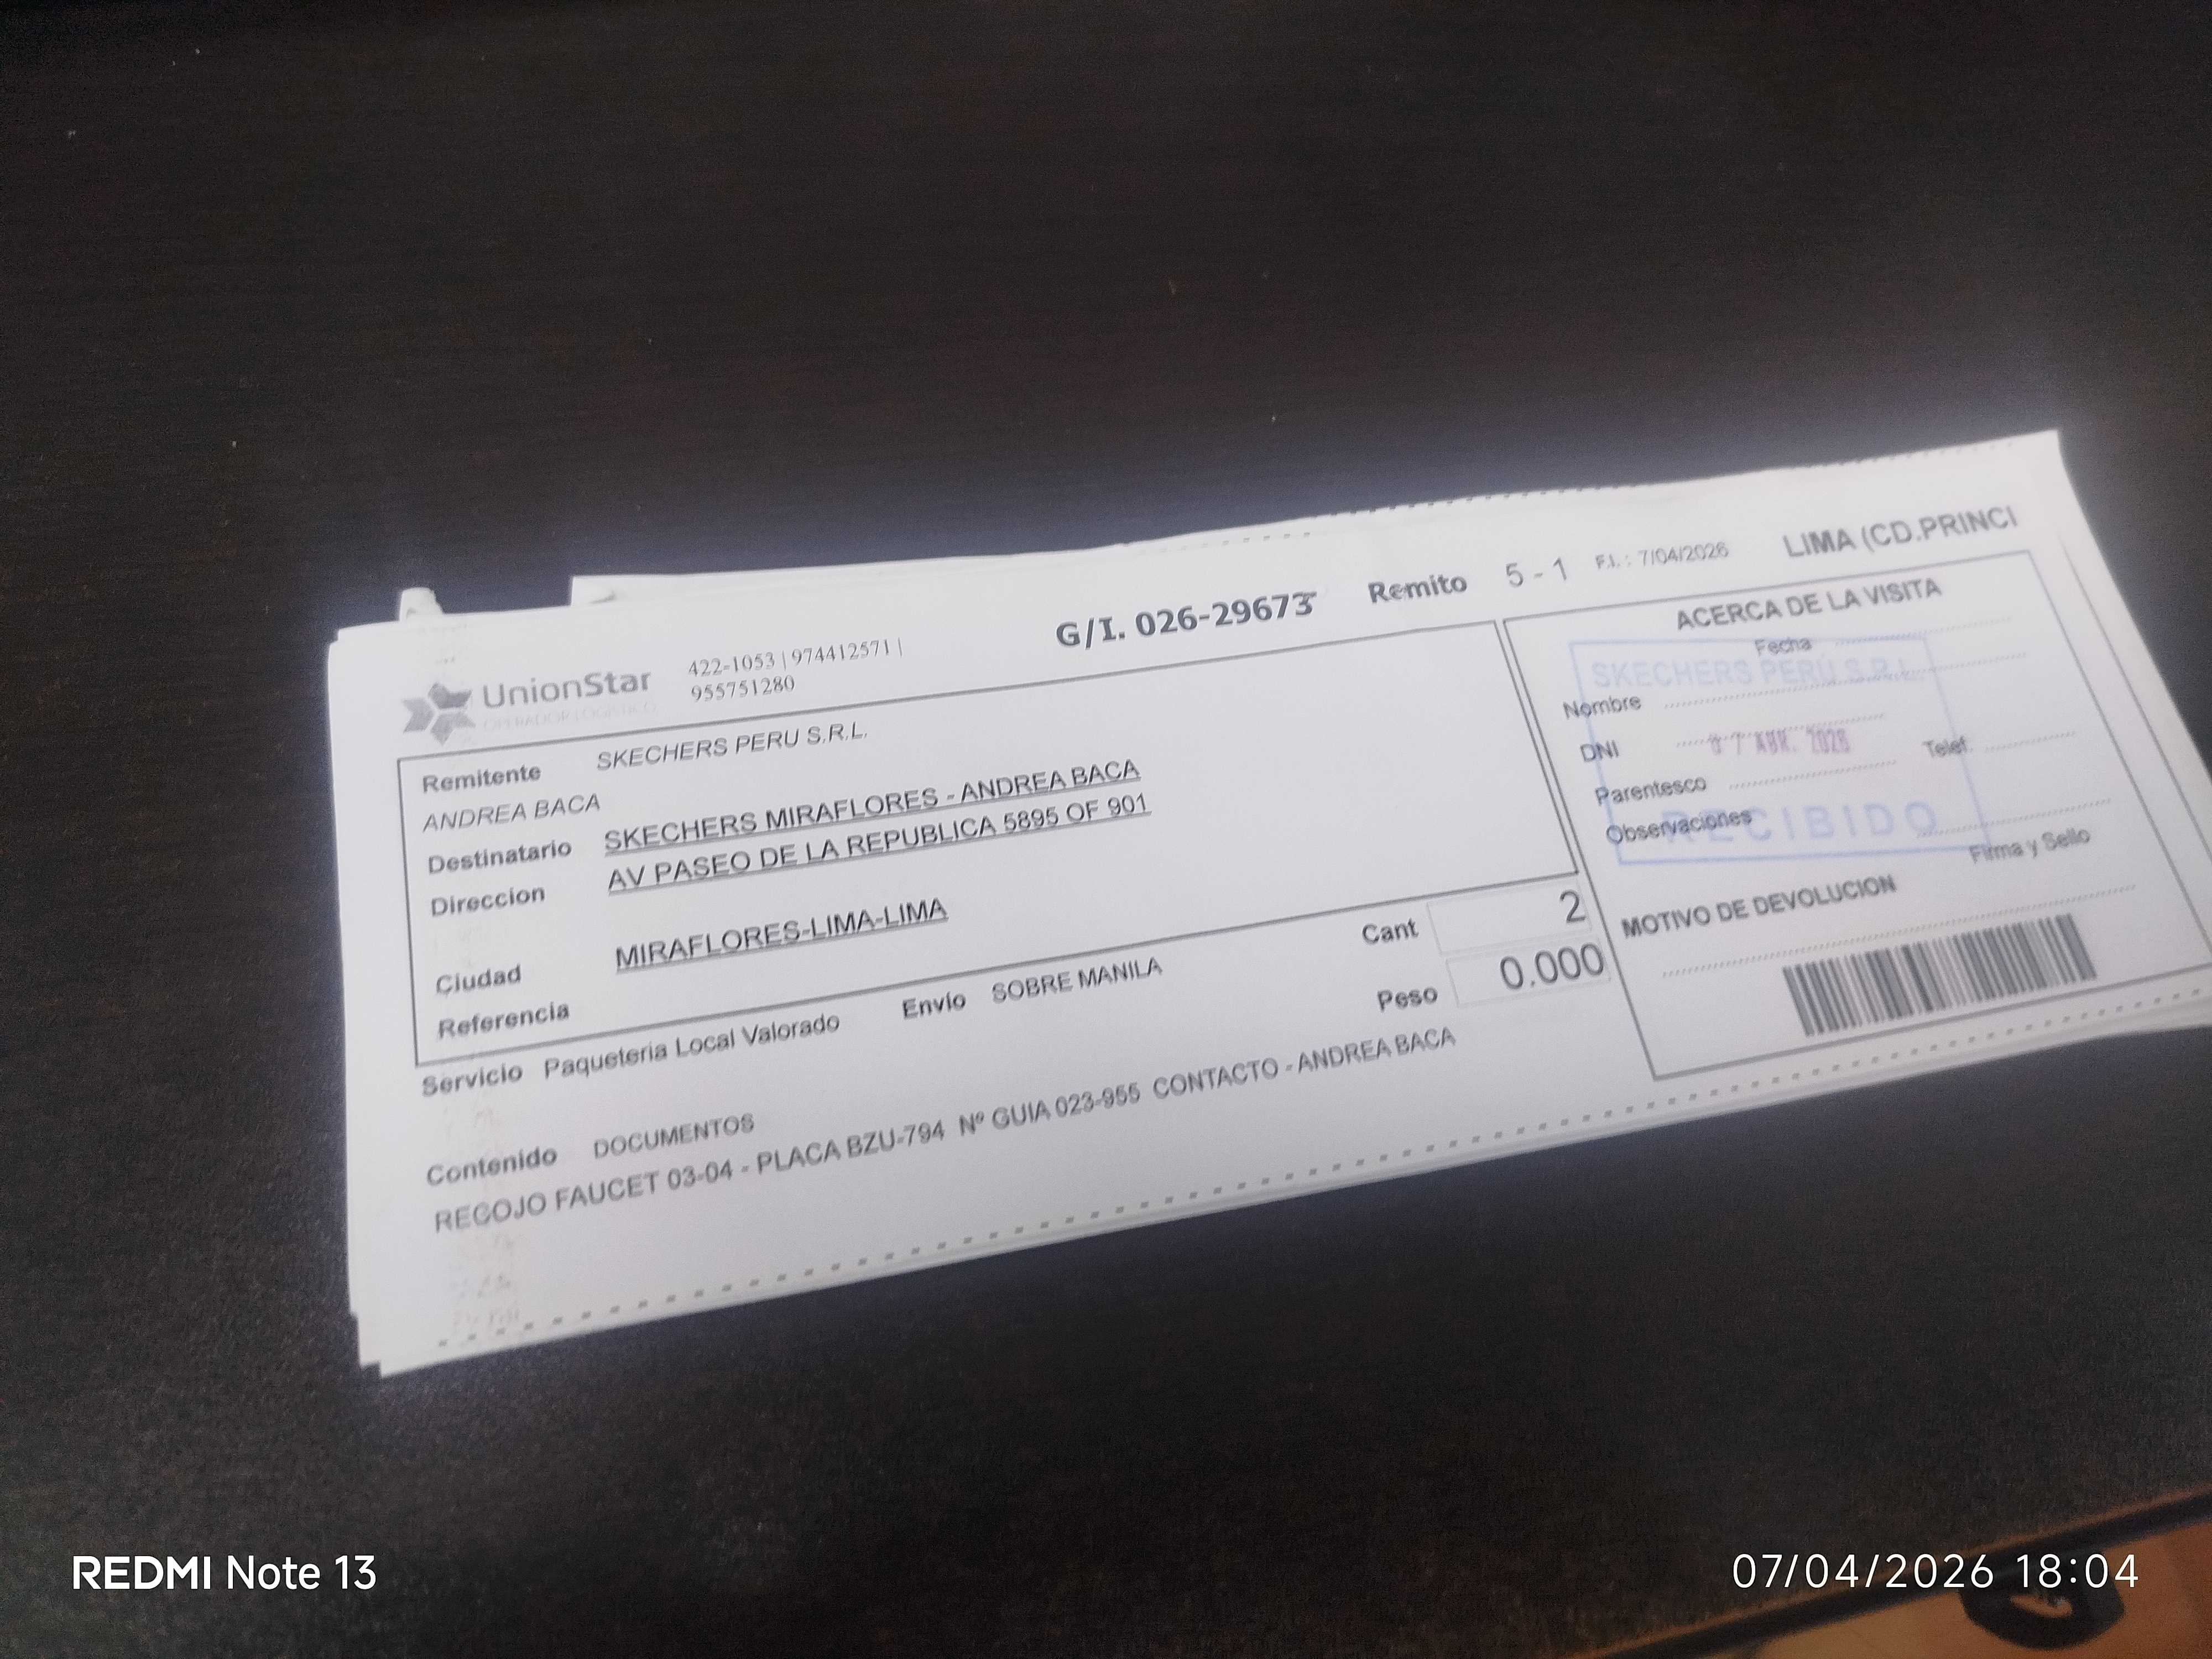 UnionStar
OPERADOR LOGISTICO
422-1053 | 974412571 |
955751280
G/I. 026-29673
Remito 5 - 1 F.I. : 7/04/2026 LIMA (CD.PRINCI
Remitente SKECHERS PERU S.R.L.
ANDREA BACA
Destinatario SKECHERS MIRAFLORES - ANDREA BACA
Direccion AV PASEO DE LA REPUBLICA 5895 OF 901
Ciudad MIRAFLORES-LIMA-LIMA
Referencia
Servicio Paqueteria Local Valorado Envío SOBRE MANILA
Cant 2
Peso 0.000
Contenido DOCUMENTOS
RECOJO FAUCET 03-04 - PLACA BZU-794 Nº GUIA 023-955 CONTACTO - ANDREA BACA
ACERCA DE LA VISITA
Fecha
SKECHERS PERÚ S.R.L.
Nombre
DNI
07 ABR. 2026
Telef.
Parentesco
Observaciones
RECIBIDO
Firma y Sello
MOTIVO DE DEVOLUCION
REDMI Note 13
07/04/2026 18:04